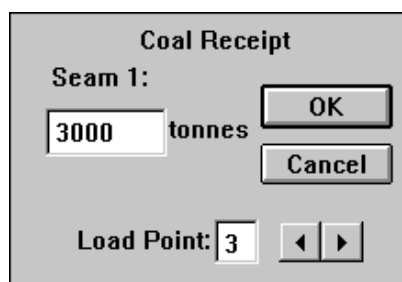 Coal Receipt
Seam 1:
3000 tonnes
OK
Cancel
Load Point: 3